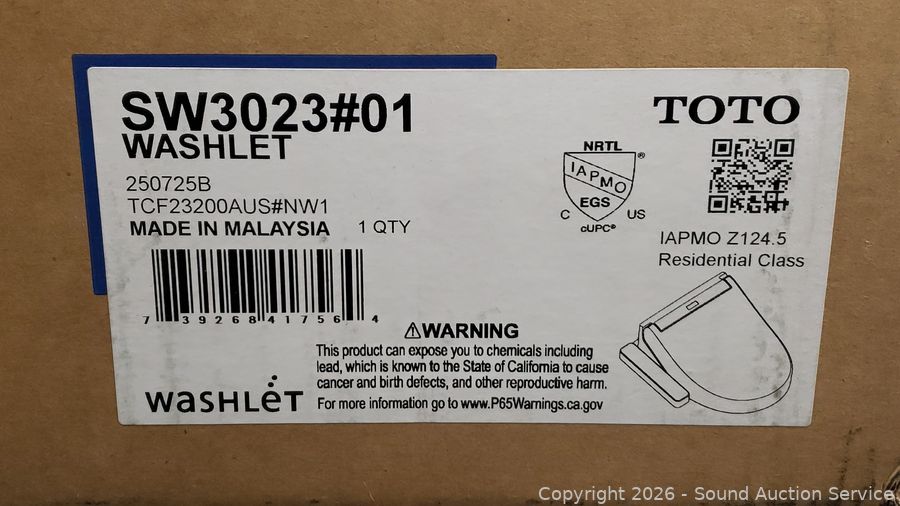 SW3023#01
WASHLET
250725B
TCF23200AUS#NW1
MADE IN MALAYSIA 1 QTY
7 39268 41756 4
WASHLET
NRTL
®
IAPMO
EGS
C US
cUPC®
TOTO
IAPMO Z124.5
Residential Class
⚠WARNING
This product can expose you to chemicals including
lead, which is known to the State of California to cause
cancer and birth defects, and other reproductive harm.
For more information go to www.P65Warnings.ca.gov
Copyright 2026 - Sound Auction Service